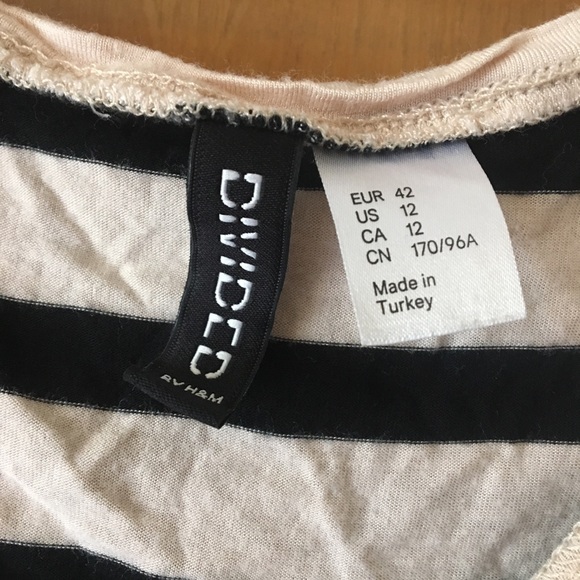 DIVIDED
BY H&M
EUR 42
US 12
CA 12
CN 170/96A
Made in
Turkey